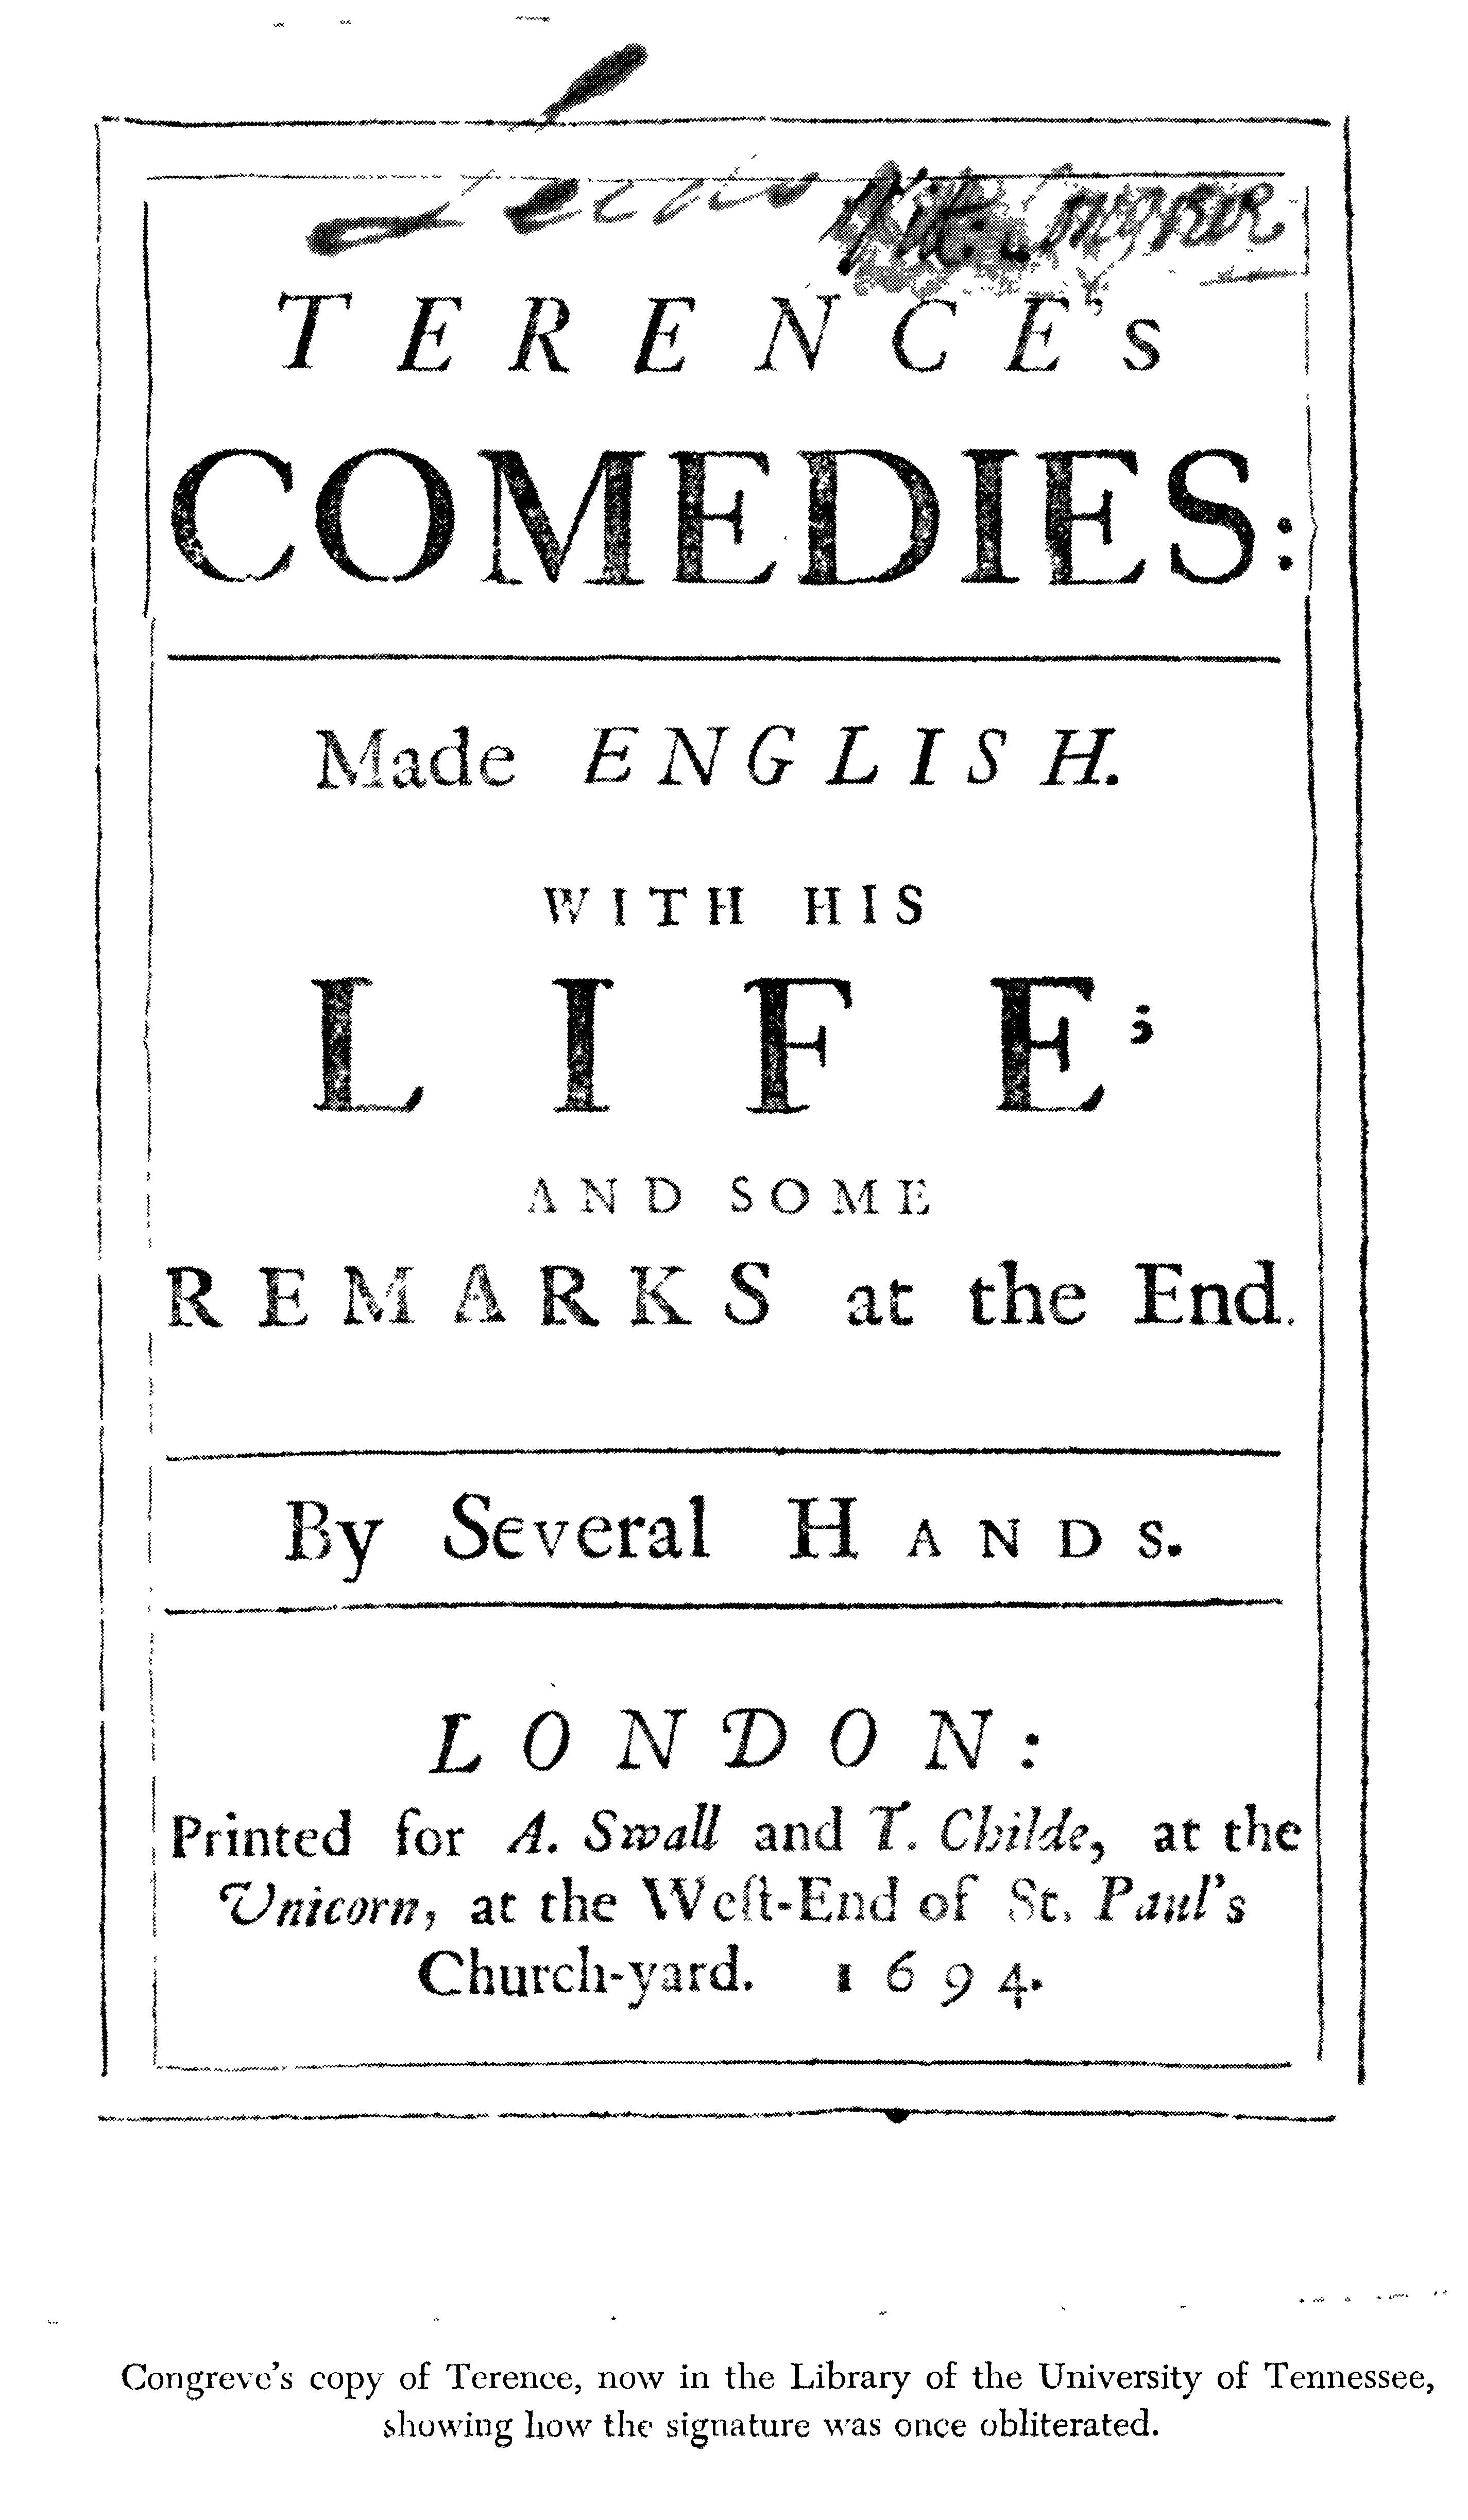 Will: Congreve
TERENCE's
COMEDIES:
Made ENGLISH.
WITH HIS
LIFE;
AND SOME
REMARKS at the End.
By Several HANDS.
LONDON:
Printed for A. Swall and T. Childe, at the
Unicorn, at the Weſt-End of St. Paul's
Church-yard. 1694.
Congreve's copy of Terence, now in the Library of the University of Tennessee,
showing how the signature was once obliterated.